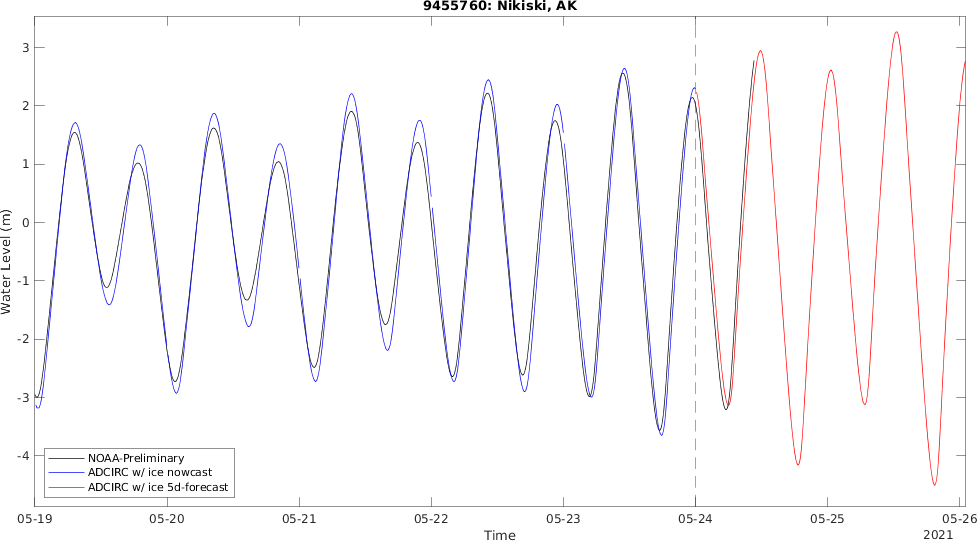 9455760: Nikiski, AK
3
2
1
0
-1
-2
-3
-4
Water Level (m)
NOAA-Preliminary
ADCIRC w/ ice nowcast
ADCIRC w/ ice 5d-forecast
05-19 05-20 05-21 05-22 05-23 05-24 05-25 05-26
Time
2021